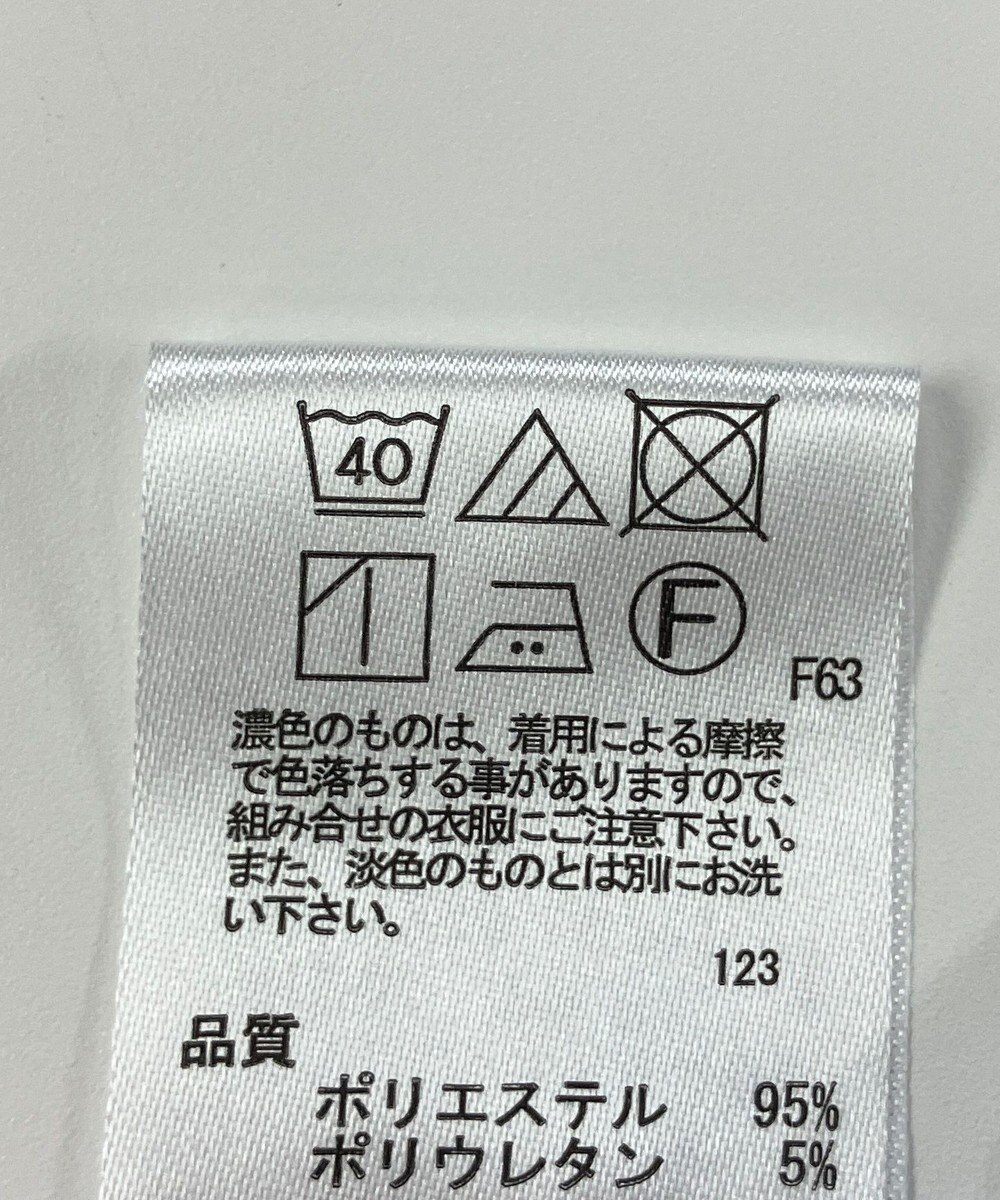 40
F
F63
濃色のものは、着用による摩擦
で色落ちする事がありますので、
組み合せの衣服にご注意下さい。
また、淡色のものとは別にお洗
い下さい。
123
品質
ポリエステル 95%
ポリウレタン 5%